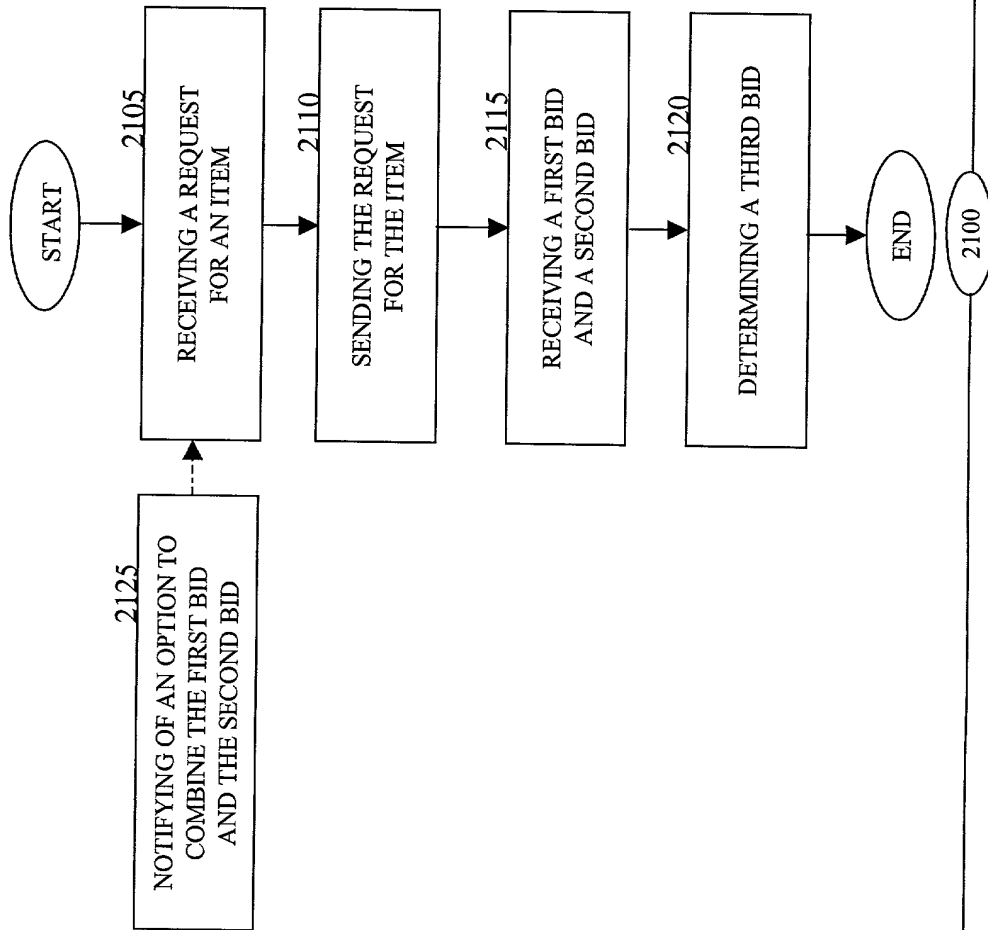 START
2105
RECEIVING A REQUEST
FOR AN ITEM
2110
SENDING THE REQUEST
FOR THE ITEM
2115
RECEIVING A FIRST BID
AND A SECOND BID
2120
DETERMINING A THIRD BID
END
2100
2125
NOTIFYING OF AN OPTION TO
COMBINE THE FIRST BID
AND THE SECOND BID